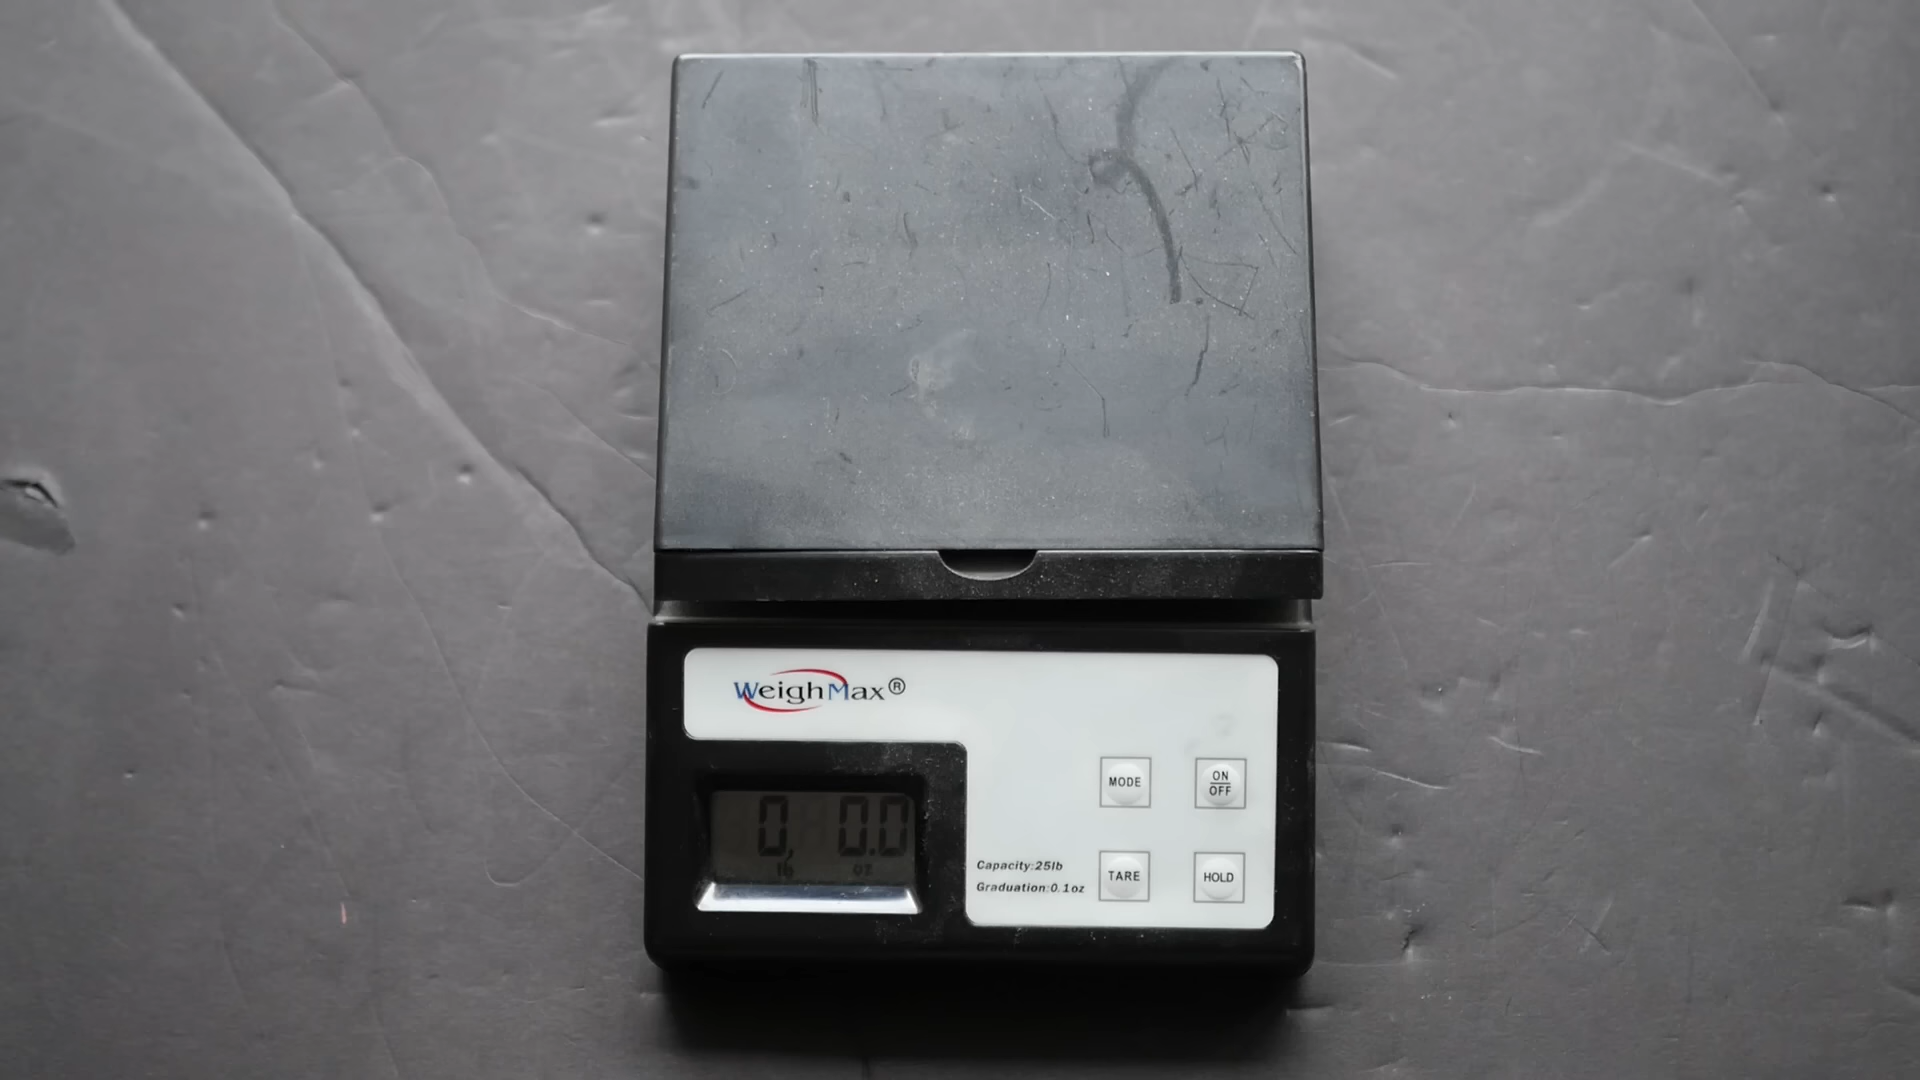 WeighMax®
MODE
ON
OFF
0, 0.0
lb oz
Capacity:25lb
Graduation:0.1oz
TARE
HOLD